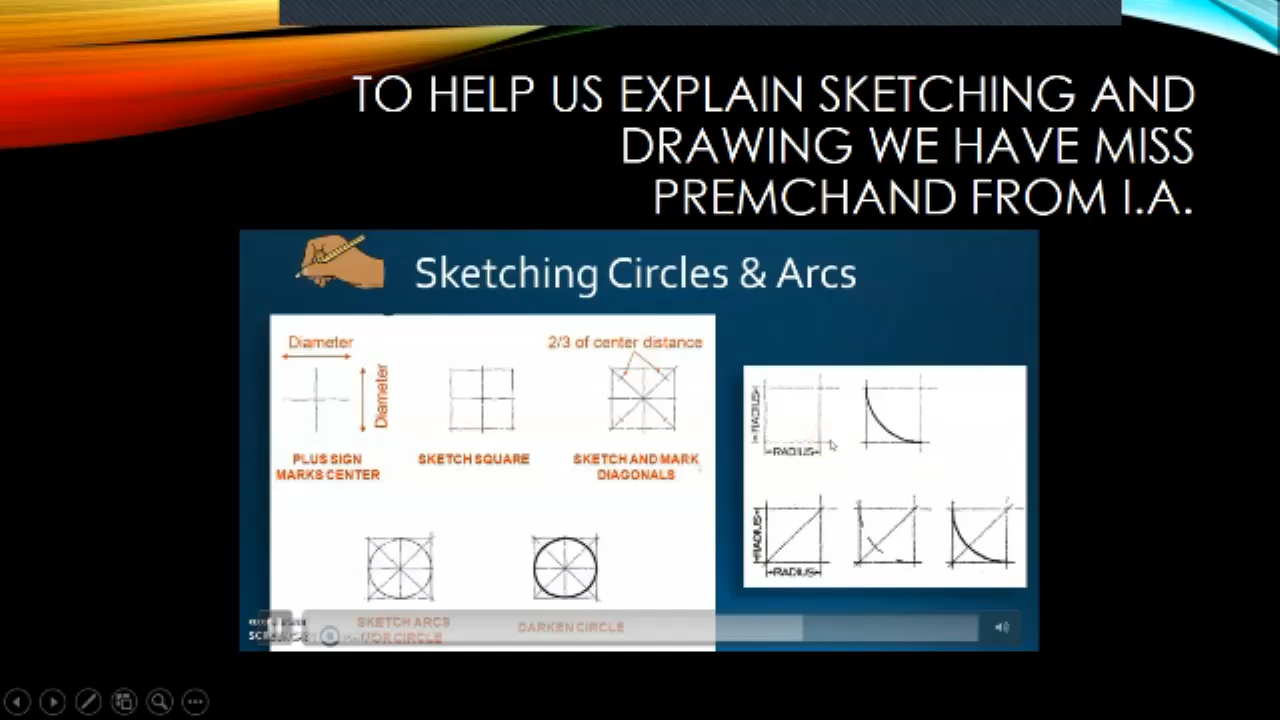 TO HELP US EXPLAIN SKETCHING AND
DRAWING WE HAVE MISS
PREMCHAND FROM I.A.
Sketching Circles & Arcs
Diameter
Diameter
2/3 of center distance
PLUS SIGN
MARKS CENTER
SKETCH SQUARE
SKETCH AND MARK
DIAGONALS
SKETCH ARCS
FOR CIRCLE
DARKEN CIRCLE
RADIUS
RADIUS
RADIUS
RADIUS